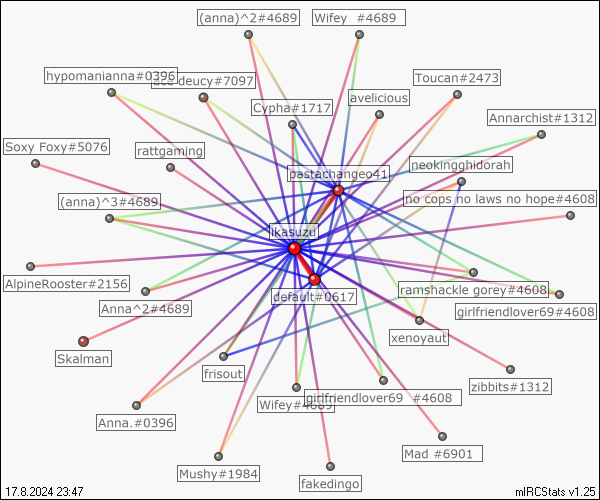 (anna)^2#4689
Wifey #4689
hypomanianna#0396
deucy#7097
Toucan#2473
avelicious
Cypha#1717
Annarchist#1312
Soxy Foxy#5076
rattgaming
neokingghidorah
pastachangeo41
(anna)^3#4689
no cops no laws no hope#4608
ikasuzu
AlpineRooster#2156
Anna^2#4689
default#0617
ramshackle gorey#4608
girlfriendlover69#4608
xenoyaut
Skalman
frisout
zibbits#1312
Wifey#4689
girlfriendlover69 #4608
Anna.#0396
Mad #6901
Mushy#1984
fakedingo
17.8.2024 23:47
mIRCStats v1.25